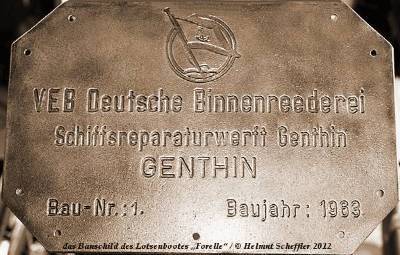 VEB Deutsche Binnenreederei
Schiffsreparaturwerft Genthin
GENTHIN
Bau-Nr.:1. Baujahr: 1963
das Bauschild des Lotsenbootes „Forelle“ / © Helmut Scheffler 2012